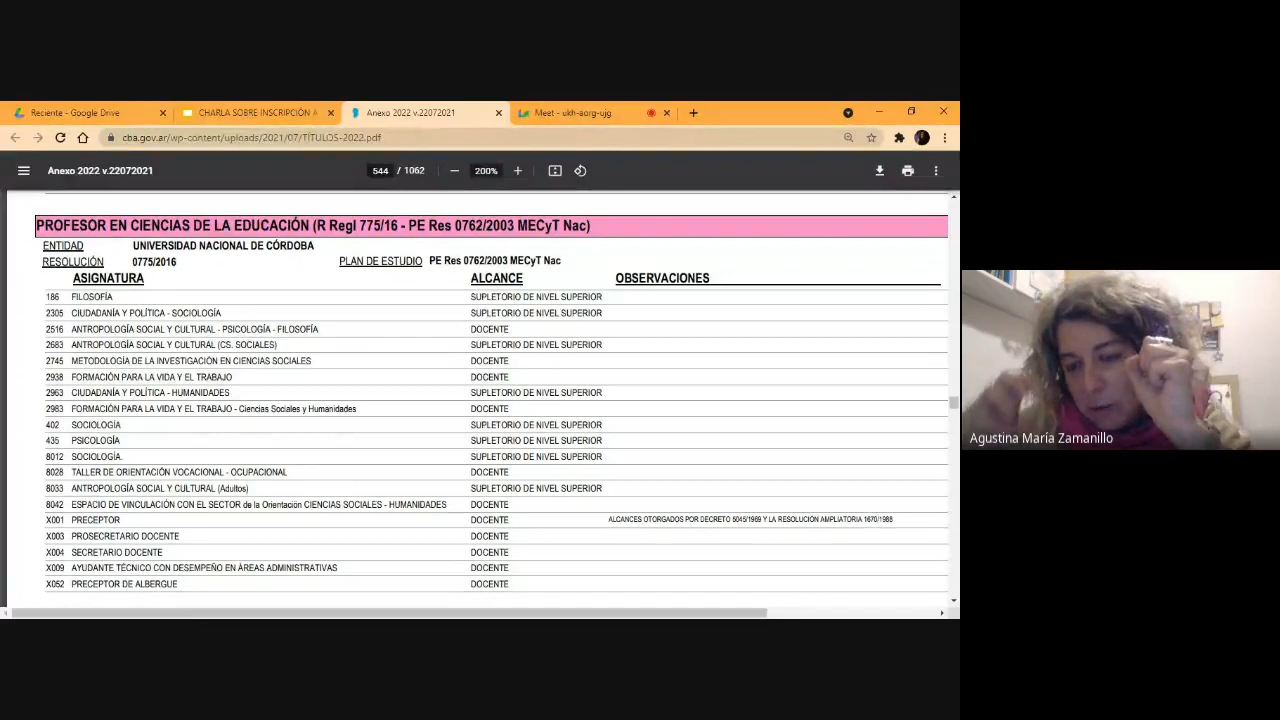 Reciente - Google Drive
CHARLA SOBRE INSCRIPCIÓN A
Anexo 2022 v.22072021
Meet - ukh-aorg-ujg
cba.gov.ar/wp-content/uploads/2021/07/TÍTULOS-2022.pdf
Anexo 2022 v.22072021
544 / 1062
200%
PROFESOR EN CIENCIAS DE LA EDUCACIÓN (R Regl 775/16 - PE Res 0762/2003 MECyT Nac)
ENTIDAD UNIVERSIDAD NACIONAL DE CÓRDOBA
RESOLUCIÓN 0775/2016 PLAN DE ESTUDIO PE Res 0762/2003 MECyT Nac
ASIGNATURA ALCANCE OBSERVACIONES
186 FILOSOFÍA SUPLETORIO DE NIVEL SUPERIOR
2305 CIUDADANÍA Y POLÍTICA - SOCIOLOGÍA SUPLETORIO DE NIVEL SUPERIOR
2516 ANTROPOLOGÍA SOCIAL Y CULTURAL - PSICOLOGÍA - FILOSOFÍA DOCENTE
2683 ANTROPOLOGÍA SOCIAL Y CULTURAL (CS. SOCIALES) SUPLETORIO DE NIVEL SUPERIOR
2745 METODOLOGÍA DE LA INVESTIGACIÓN EN CIENCIAS SOCIALES DOCENTE
2938 FORMACIÓN PARA LA VIDA Y EL TRABAJO DOCENTE
2963 CIUDADANÍA Y POLÍTICA - HUMANIDADES SUPLETORIO DE NIVEL SUPERIOR
2983 FORMACIÓN PARA LA VIDA Y EL TRABAJO - Ciencias Sociales y Humanidades DOCENTE
402 SOCIOLOGÍA SUPLETORIO DE NIVEL SUPERIOR
435 PSICOLOGÍA SUPLETORIO DE NIVEL SUPERIOR
8012 SOCIOLOGÍA. SUPLETORIO DE NIVEL SUPERIOR
8028 TALLER DE ORIENTACIÓN VOCACIONAL - OCUPACIONAL DOCENTE
8033 ANTROPOLOGÍA SOCIAL Y CULTURAL (Adultos) SUPLETORIO DE NIVEL SUPERIOR
8042 ESPACIO DE VINCULACIÓN CON EL SECTOR de la Orientación CIENCIAS SOCIALES - HUMANIDADES DOCENTE
X001 PRECEPTOR DOCENTE ALCANCES OTORGADOS POR DECRETO 5045/1969 Y LA RESOLUCIÓN AMPLIATORIA 1670/1988
X003 PROSECRETARIO DOCENTE DOCENTE
X004 SECRETARIO DOCENTE DOCENTE
X009 AYUDANTE TÉCNICO CON DESEMPEÑO EN ÁREAS ADMINISTRATIVAS DOCENTE
X052 PRECEPTOR DE ALBERGUE DOCENTE
Agustina María Zamanillo